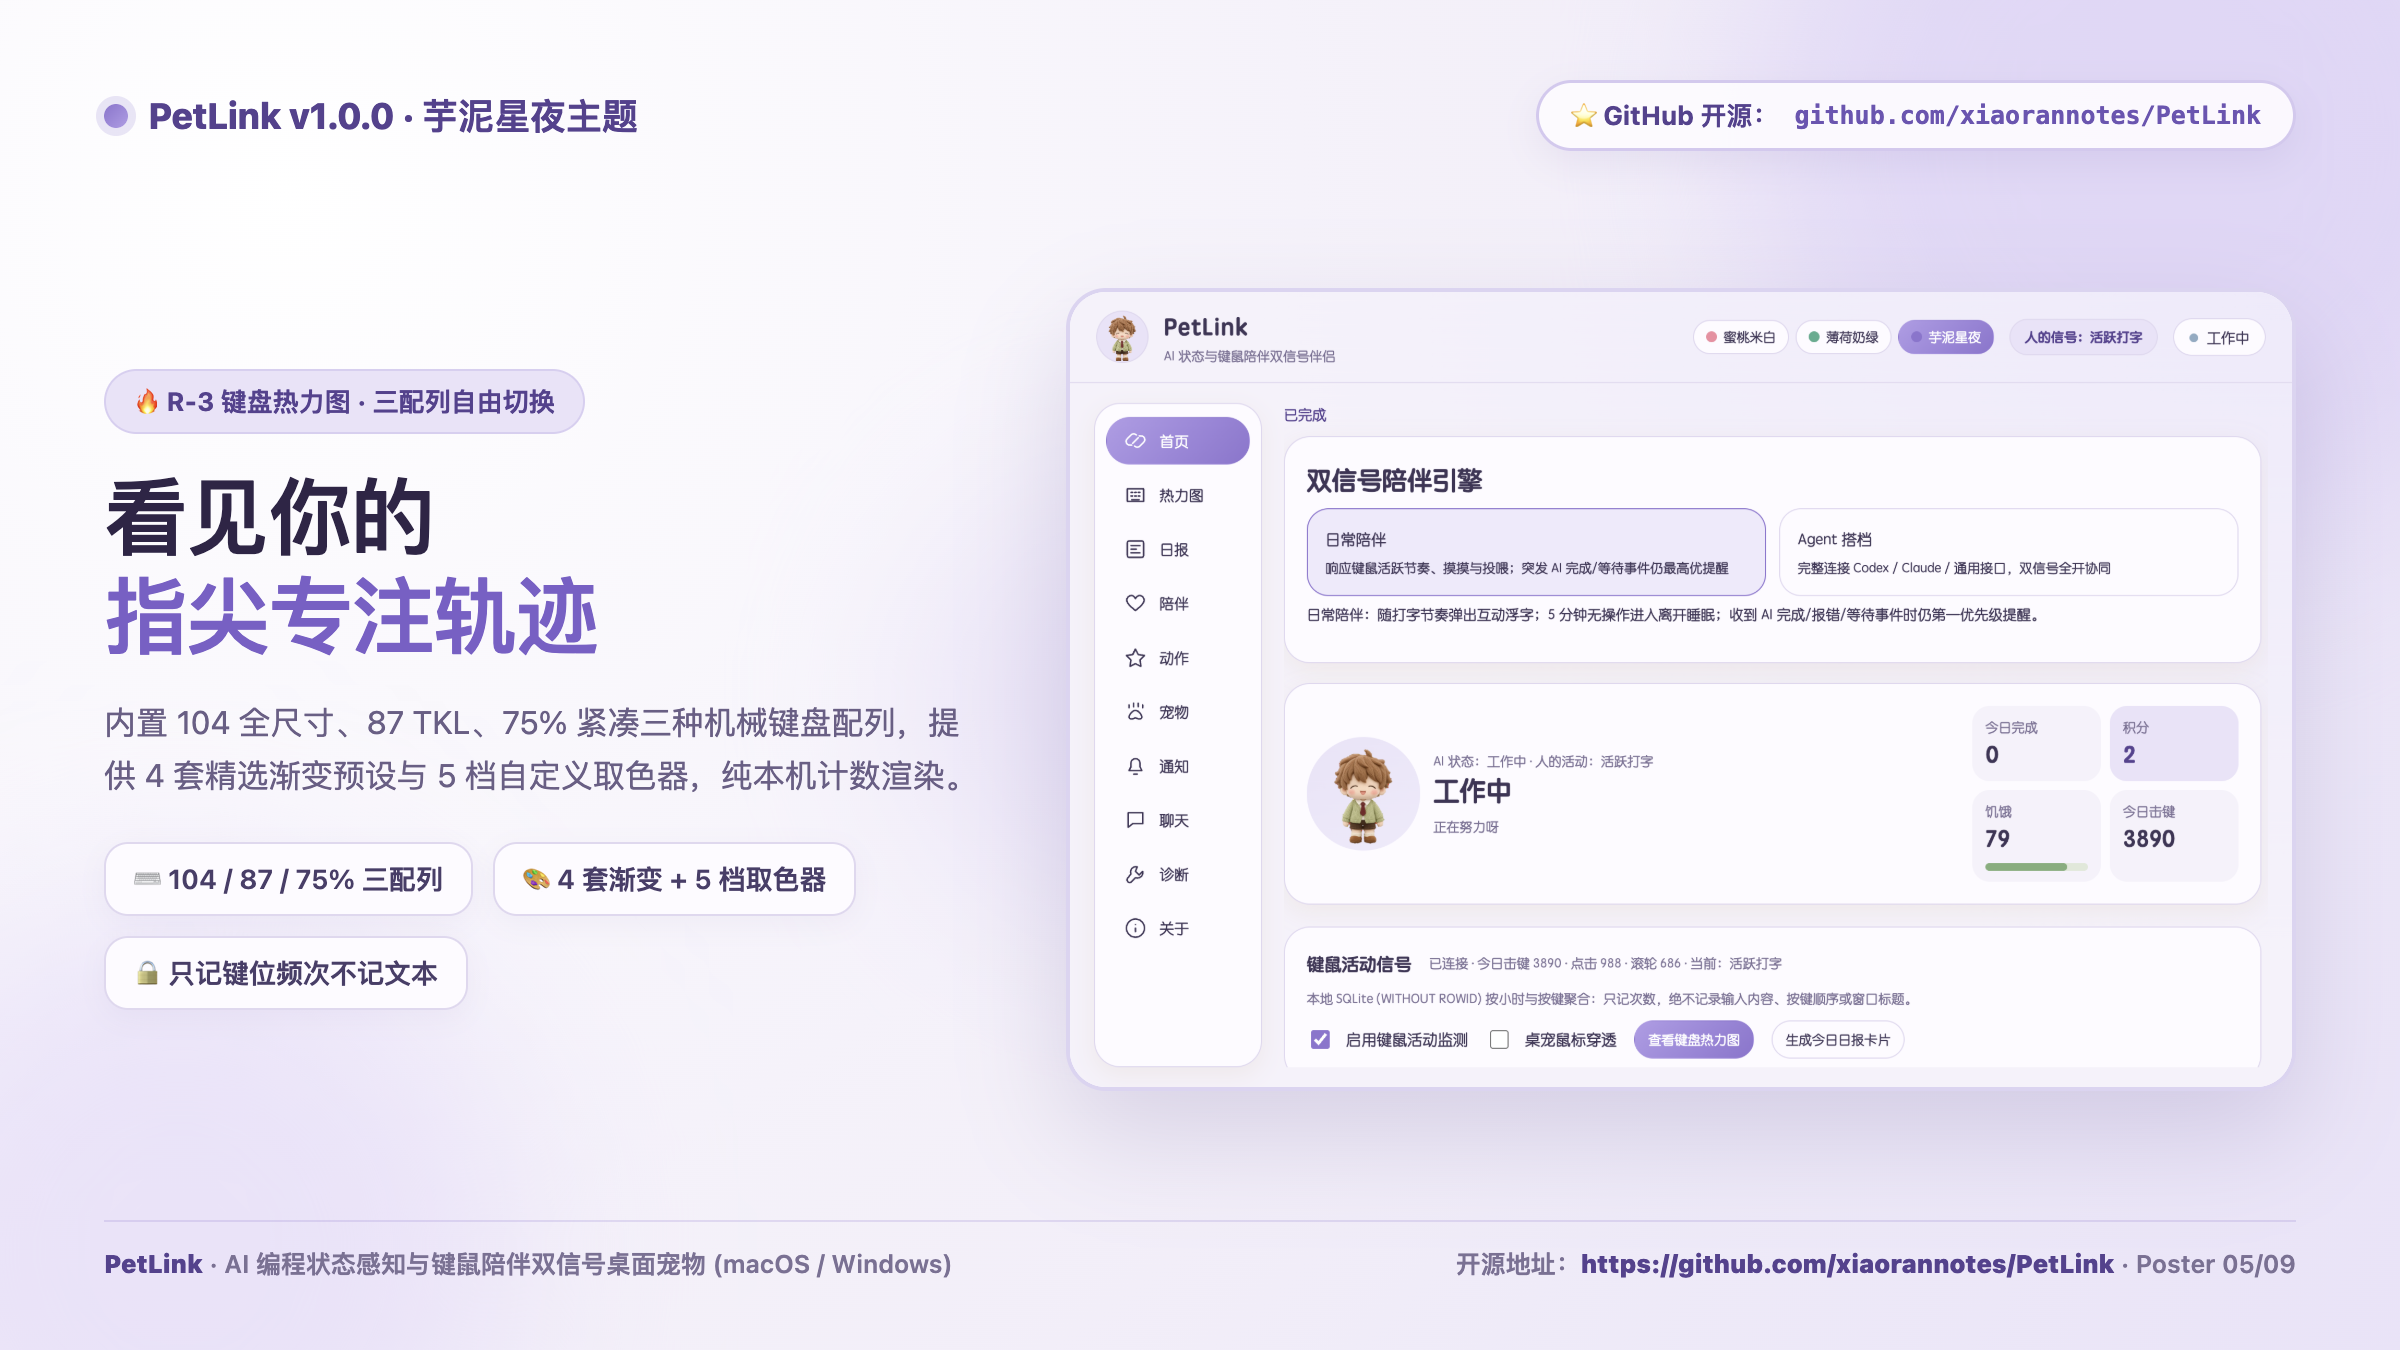 PetLink v1.0.0 · 芋泥星夜主题
⭐ GitHub 开源： github.com/xiaorannotes/PetLink
🔥 R-3 键盘热力图 · 三配列自由切换
看见你的
指尖专注轨迹
内置 104 全尺寸、87 TKL、75% 紧凑三种机械键盘配列，提
供 4 套精选渐变预设与 5 档自定义取色器，纯本机计数渲染。
⌨️ 104 / 87 / 75% 三配列
🎨 4 套渐变 + 5 档取色器
🔒 只记键位频次不记文本
PetLink
AI 状态与键鼠陪伴双信号伴侣
蜜桃米白
薄荷奶绿
芋泥星夜
人的信号：活跃打字
工作中
首页
热力图
日报
陪伴
动作
宠物
通知
聊天
诊断
关于
已完成
双信号陪伴引擎
日常陪伴
响应键鼠活跃节奏、摸摸与投喂；突发 AI 完成/等待事件仍最高优提醒
Agent 搭档
完整连接 Codex / Claude / 通用接口，双信号全开协同
日常陪伴：随打字节奏弹出互动浮字；5 分钟无操作进入离开睡眠；收到 AI 完成/报错/等待事件时仍第一优先级提醒。
AI 状态：工作中 · 人的活动：活跃打字
工作中
正在努力呀
今日完成
0
积分
2
饥饿
79
今日击键
3890
键鼠活动信号
已连接 · 今日击键 3890 · 点击 988 · 滚轮 686 · 当前：活跃打字
本地 SQLite (WITHOUT ROWID) 按小时与按键聚合：只记次数，绝不记录输入内容、按键顺序或窗口标题。
启用键鼠活动监测
桌宠鼠标穿透
查看键盘热力图
生成今日日报卡片
PetLink · AI 编程状态感知与键鼠陪伴双信号桌面宠物 (macOS / Windows)
开源地址：https://github.com/xiaorannotes/PetLink · Poster 05/09